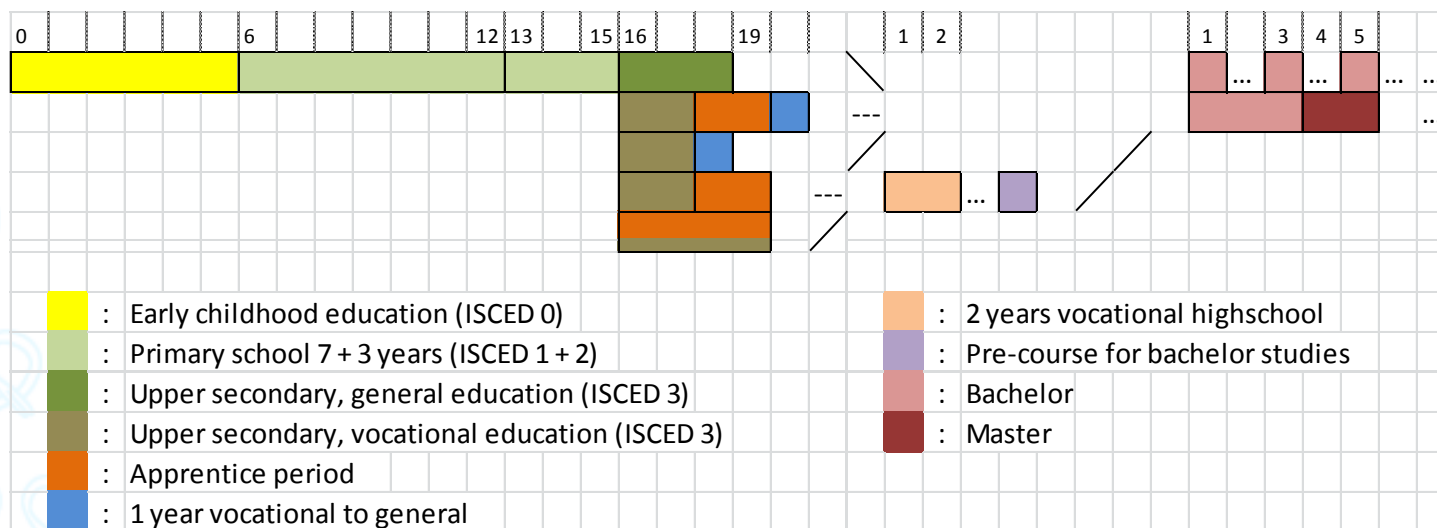 0 6 12 13 15 16 19 1 2 1 3 4 5
... ... ... ...
--- ...
--- ...
: Early childhood education (ISCED 0)
: Primary school 7 + 3 years (ISCED 1 + 2)
: Upper secondary, general education (ISCED 3)
: Upper secondary, vocational education (ISCED 3)
: Apprentice period
: 1 year vocational to general
: 2 years vocational highschool
: Pre-course for bachelor studies
: Bachelor
: Master